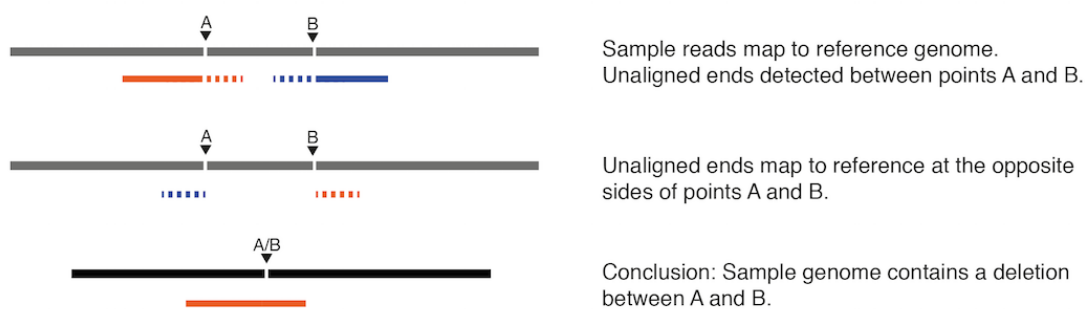 A B
Sample reads map to reference genome.
Unaligned ends detected between points A and B.
A B
Unaligned ends map to reference at the opposite
sides of points A and B.
A/B
Conclusion: Sample genome contains a deletion
between A and B.